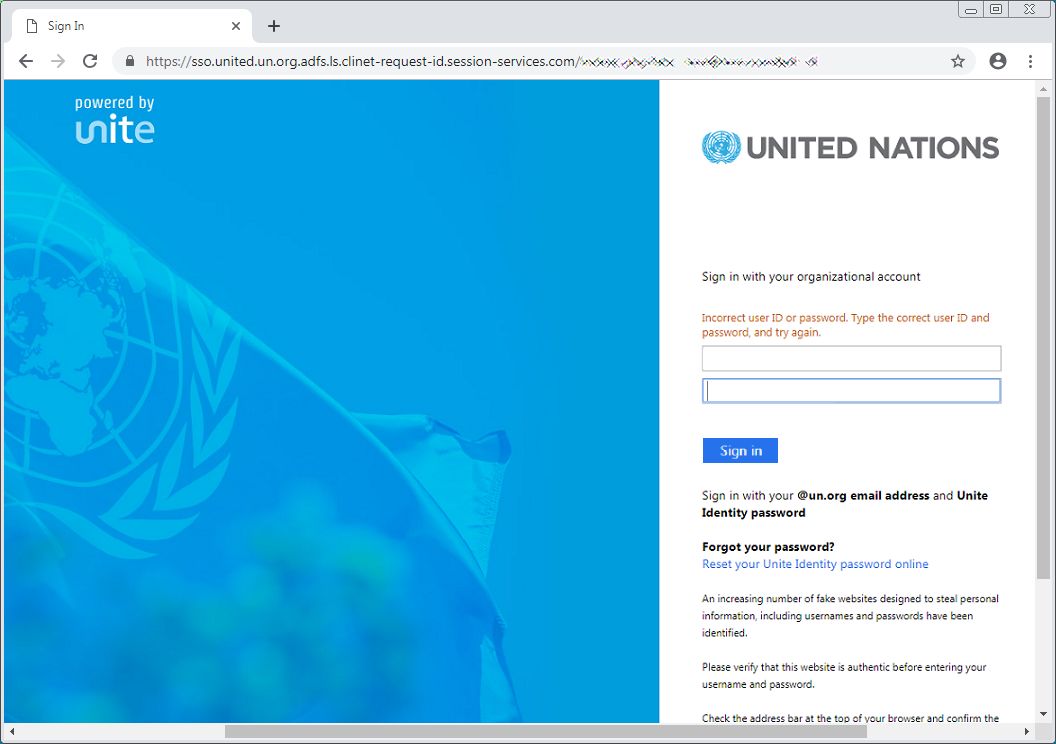 Sign In
https://sso.united.un.org.adfs.ls.clinet-request-id.session-services.com/
powered by
unite
UNITED NATIONS
Sign in with your organizational account
Incorrect user ID or password. Type the correct user ID and
password, and try again.
Sign in
Sign in with your @un.org email address and Unite
Identity password
Forgot your password?
Reset your Unite Identity password online
An increasing number of fake websites designed to steal personal
information, including usernames and passwords have been
identified.
Please verify that this website is authentic before entering your
username and password.
Check the address bar at the top of your browser and confirm the